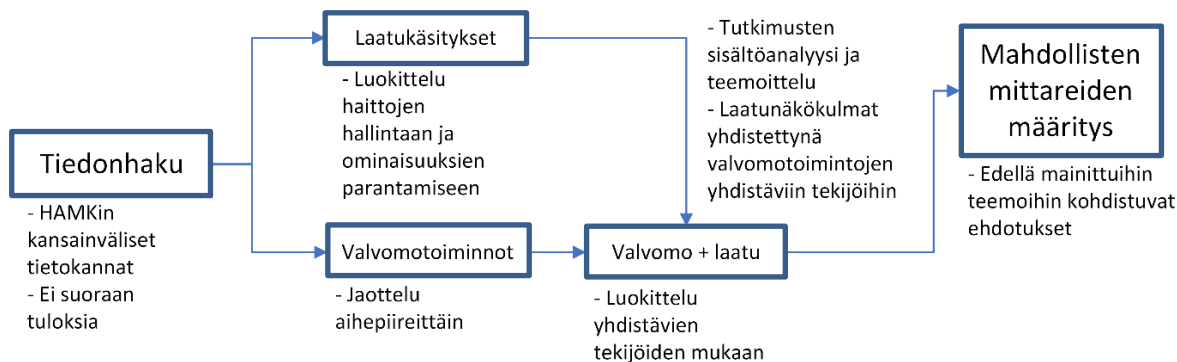 Tiedonhaku
- HAMKin
kansainväliset
tietokannat
- Ei suoraan
tuloksia
Laatukäsitykset
- Luokittelu
haittojen
hallintaan ja
ominaisuuksien
parantamiseen
Valvomotoiminnot
- Jaottelu
aihepiireittäin
- Tutkimusten
sisältöanalyysi ja
teemoittelu
- Laatunäkökulmat
yhdistettynä
valvomotoimintojen
yhdistäviin tekijöihin
Valvomo + laatu
- Luokittelu
yhdistävien
tekijöiden mukaan
Mahdollisten
mittareiden
määritys
- Edellä mainittuihin
teemoihin kohdistuvat
ehdotukset